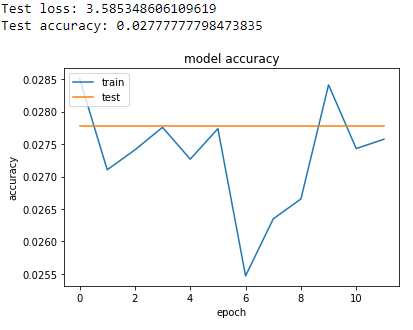 Test loss: 3.585348606109619
Test accuracy: 0.02777777798473835
model accuracy
train
test
accuracy
0.0285
0.0280
0.0275
0.0270
0.0265
0.0260
0.0255
0 2 4 6 8 10
epoch